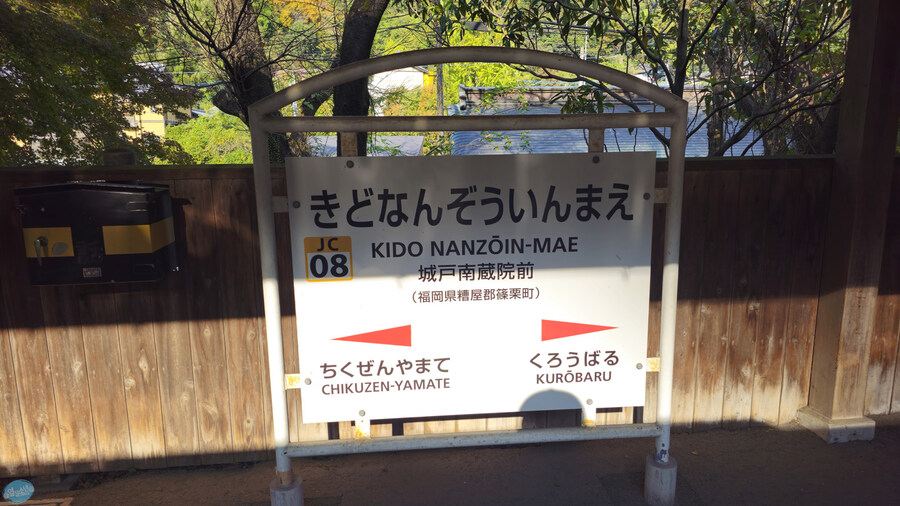 きどなんぞういんまえ
JC
08
KIDO NANZŌIN-MAE
城戸南蔵院前
(福岡県糟屋郡篠栗町)
ちくぜんやまて
CHIKUZEN-YAMATE
くろうばる
KURŌBARU